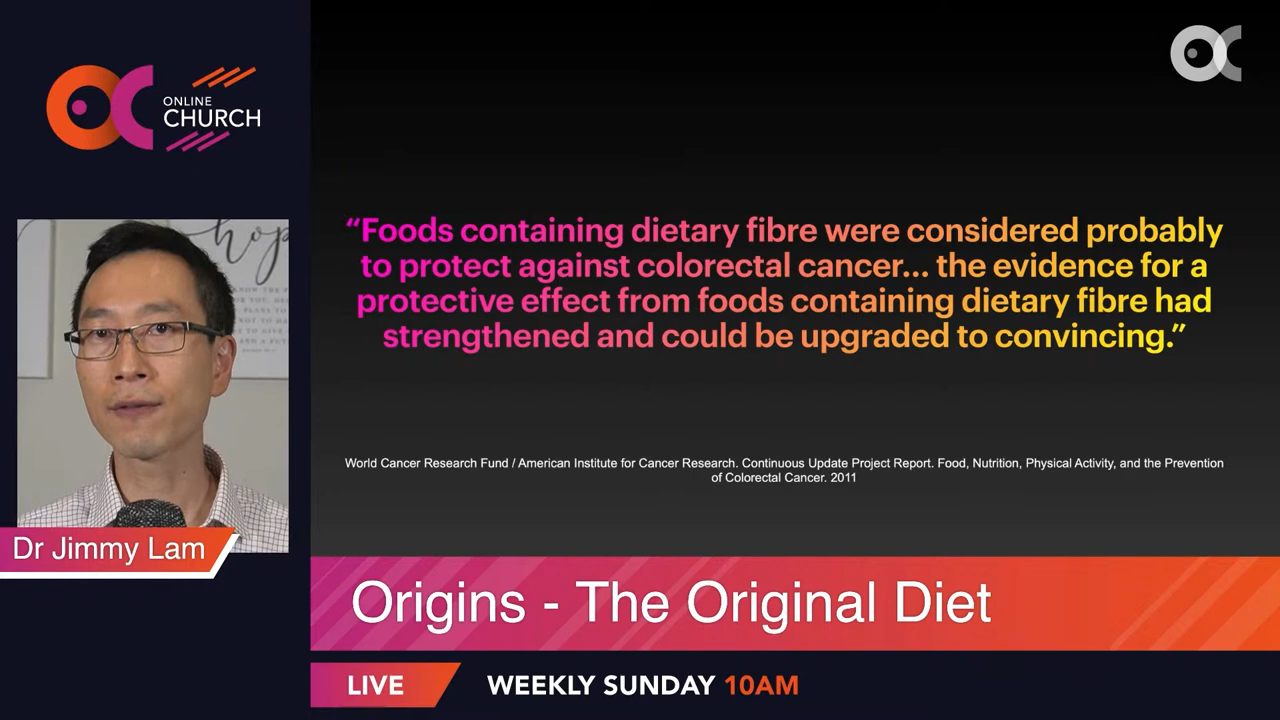 ONLINE
CHURCH
hop
Dr Jimmy Lam
“Foods containing dietary fibre were considered probably
to protect against colorectal cancer... the evidence for a
protective effect from foods containing dietary fibre had
strengthened and could be upgraded to convincing.”
World Cancer Research Fund / American Institute for Cancer Research. Continuous Update Project Report. Food, Nutrition, Physical Activity, and the Prevention
of Colorectal Cancer. 2011
Origins - The Original Diet
LIVE
WEEKLY SUNDAY 10AM